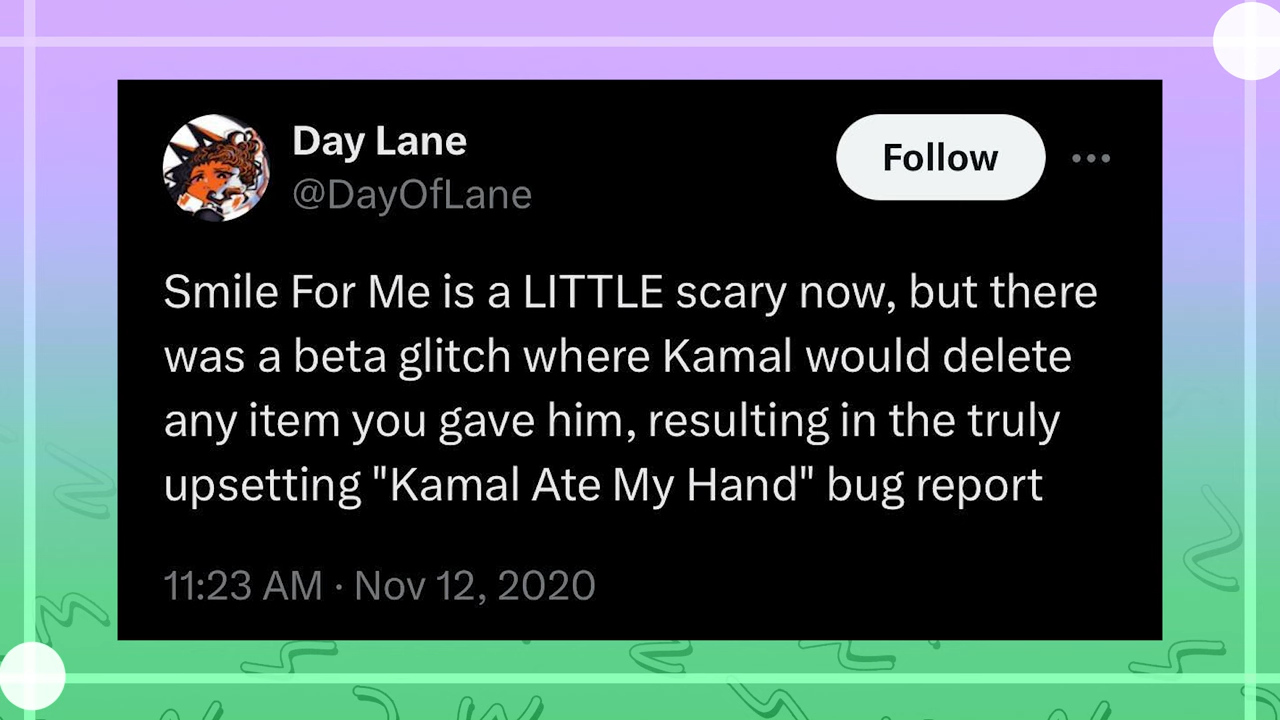 Day Lane
@DayOfLane
Follow
Smile For Me is a LITTLE scary now, but there
was a beta glitch where Kamal would delete
any item you gave him, resulting in the truly
upsetting "Kamal Ate My Hand" bug report
11:23 AM · Nov 12, 2020